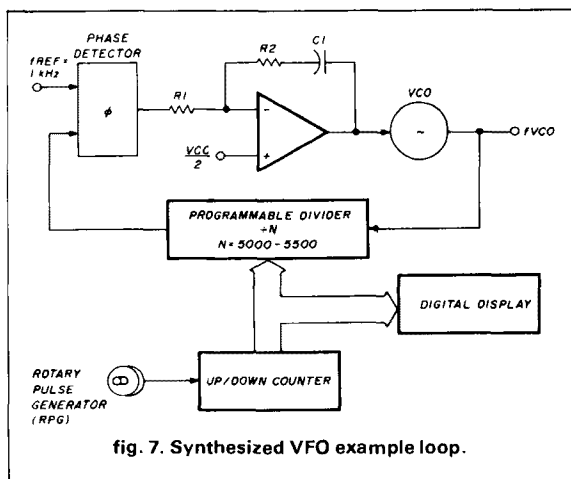 PHASE
DETECTOR
fREF =
1 kHz
ϕ
R1
R2
C1
-
+
VCC
2
VCO
~
fVCO
PROGRAMMABLE DIVIDER
÷N
N = 5000 - 5500
DIGITAL DISPLAY
UP/DOWN COUNTER
ROTARY
PULSE
GENERATOR
(RPG)
fig. 7. Synthesized VFO example loop.